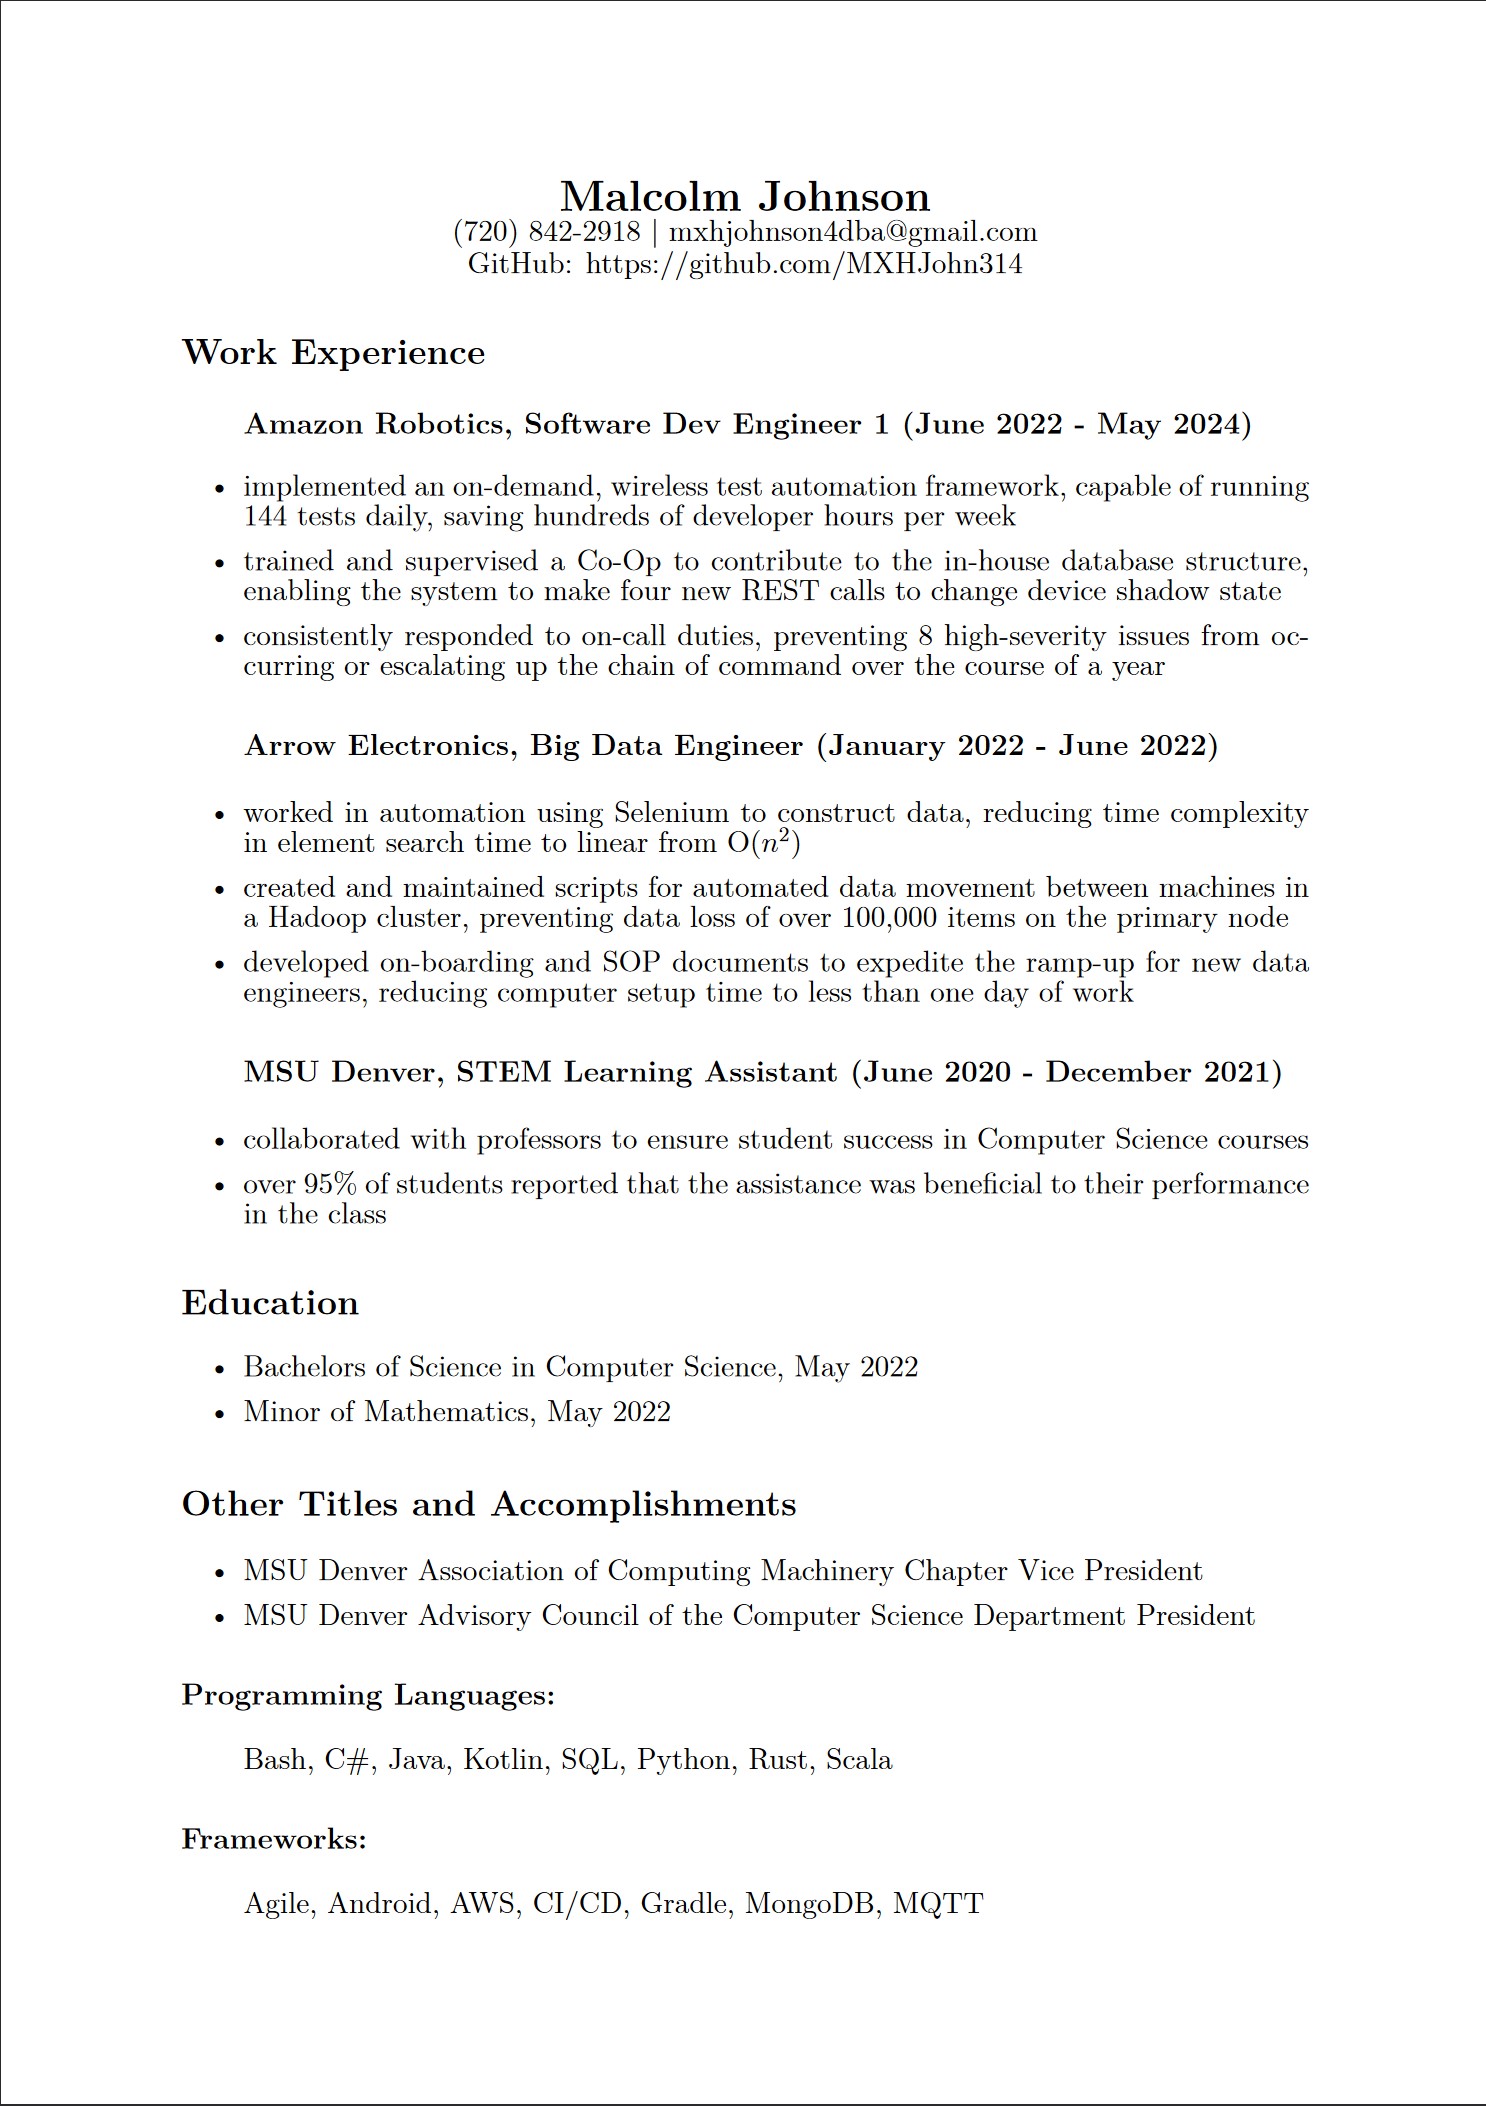 Malcolm Johnson
(720) 842-2918 | mxhjohnson4dba@gmail.com
GitHub: https://github.com/MXHJohn314
Work Experience
Amazon Robotics, Software Dev Engineer 1 (June 2022 - May 2024)
• implemented an on-demand, wireless test automation framework, capable of running
144 tests daily, saving hundreds of developer hours per week
• trained and supervised a Co-Op to contribute to the in-house database structure,
enabling the system to make four new REST calls to change device shadow state
• consistently responded to on-call duties, preventing 8 high-severity issues from oc-
curring or escalating up the chain of command over the course of a year
Arrow Electronics, Big Data Engineer (January 2022 - June 2022)
• worked in automation using Selenium to construct data, reducing time complexity
in element search time to linear from O(n²)
• created and maintained scripts for automated data movement between machines in
a Hadoop cluster, preventing data loss of over 100,000 items on the primary node
• developed on-boarding and SOP documents to expedite the ramp-up for new data
engineers, reducing computer setup time to less than one day of work
MSU Denver, STEM Learning Assistant (June 2020 - December 2021)
• collaborated with professors to ensure student success in Computer Science courses
• over 95% of students reported that the assistance was beneficial to their performance
in the class
Education
• Bachelors of Science in Computer Science, May 2022
• Minor of Mathematics, May 2022
Other Titles and Accomplishments
• MSU Denver Association of Computing Machinery Chapter Vice President
• MSU Denver Advisory Council of the Computer Science Department President
Programming Languages:
Bash, C#, Java, Kotlin, SQL, Python, Rust, Scala
Frameworks:
Agile, Android, AWS, CI/CD, Gradle, MongoDB, MQTT